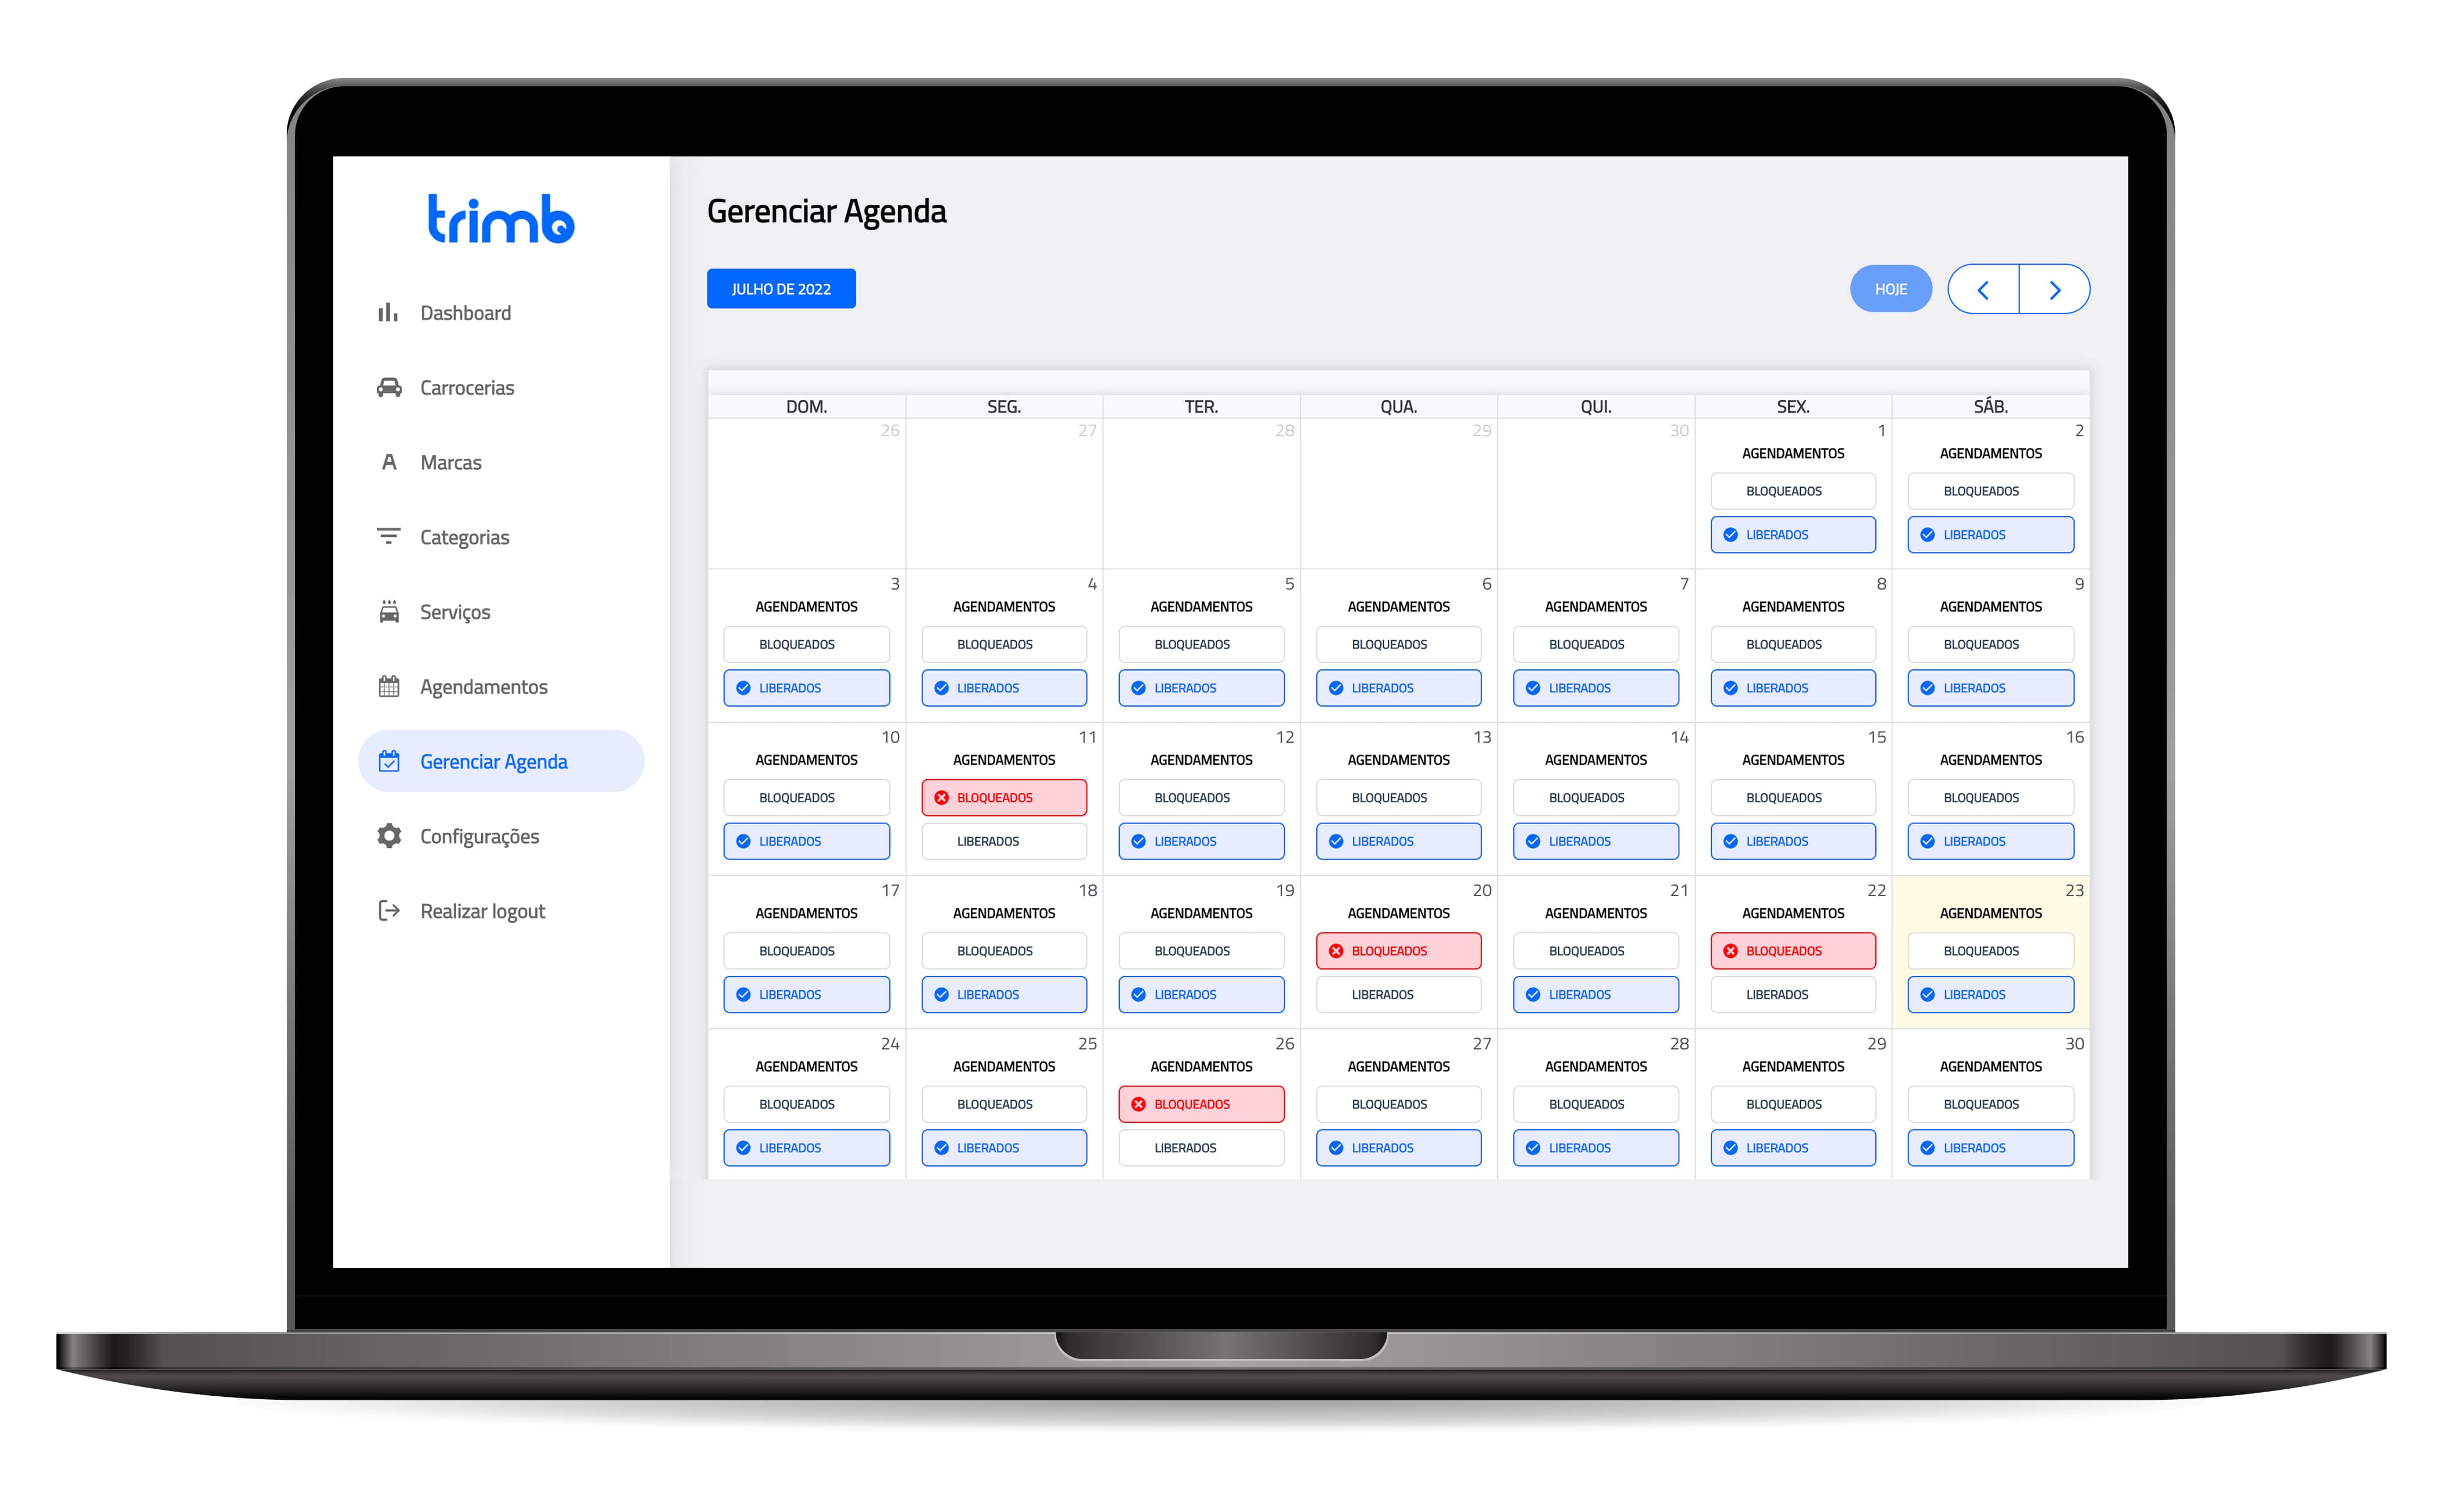 trimb
Dashboard
Carrocerias
Marcas
Categorias
Serviços
Agendamentos
Gerenciar Agenda
Configurações
Realizar logout
Gerenciar Agenda
JULHO DE 2022
HOJE
DOM. SEG. TER. QUA. QUI. SEX. SÁB.
26 27 28 29 30 1 2
AGENDAMENTOS AGENDAMENTOS
BLOQUEADOS BLOQUEADOS
LIBERADOS LIBERADOS
3 4 5 6 7 8 9
AGENDAMENTOS AGENDAMENTOS AGENDAMENTOS AGENDAMENTOS AGENDAMENTOS AGENDAMENTOS AGENDAMENTOS
BLOQUEADOS BLOQUEADOS BLOQUEADOS BLOQUEADOS BLOQUEADOS BLOQUEADOS BLOQUEADOS
LIBERADOS LIBERADOS LIBERADOS LIBERADOS LIBERADOS LIBERADOS LIBERADOS
10 11 12 13 14 15 16
AGENDAMENTOS AGENDAMENTOS AGENDAMENTOS AGENDAMENTOS AGENDAMENTOS AGENDAMENTOS AGENDAMENTOS
BLOQUEADOS BLOQUEADOS BLOQUEADOS BLOQUEADOS BLOQUEADOS BLOQUEADOS BLOQUEADOS
LIBERADOS LIBERADOS LIBERADOS LIBERADOS LIBERADOS LIBERADOS LIBERADOS
17 18 19 20 21 22 23
AGENDAMENTOS AGENDAMENTOS AGENDAMENTOS AGENDAMENTOS AGENDAMENTOS AGENDAMENTOS AGENDAMENTOS
BLOQUEADOS BLOQUEADOS BLOQUEADOS BLOQUEADOS BLOQUEADOS BLOQUEADOS BLOQUEADOS
LIBERADOS LIBERADOS LIBERADOS LIBERADOS LIBERADOS LIBERADOS LIBERADOS
24 25 26 27 28 29 30
AGENDAMENTOS AGENDAMENTOS AGENDAMENTOS AGENDAMENTOS AGENDAMENTOS AGENDAMENTOS AGENDAMENTOS
BLOQUEADOS BLOQUEADOS BLOQUEADOS BLOQUEADOS BLOQUEADOS BLOQUEADOS BLOQUEADOS
LIBERADOS LIBERADOS LIBERADOS LIBERADOS LIBERADOS LIBERADOS LIBERADOS